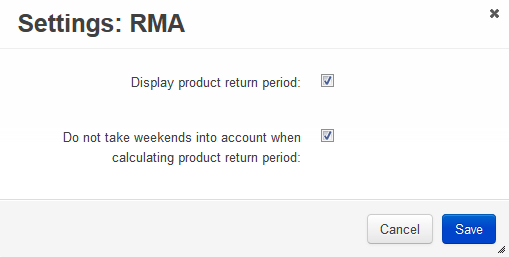 Settings: RMA
Display product return period:
Do not take weekends into account when
calculating product return period:
Cancel
Save